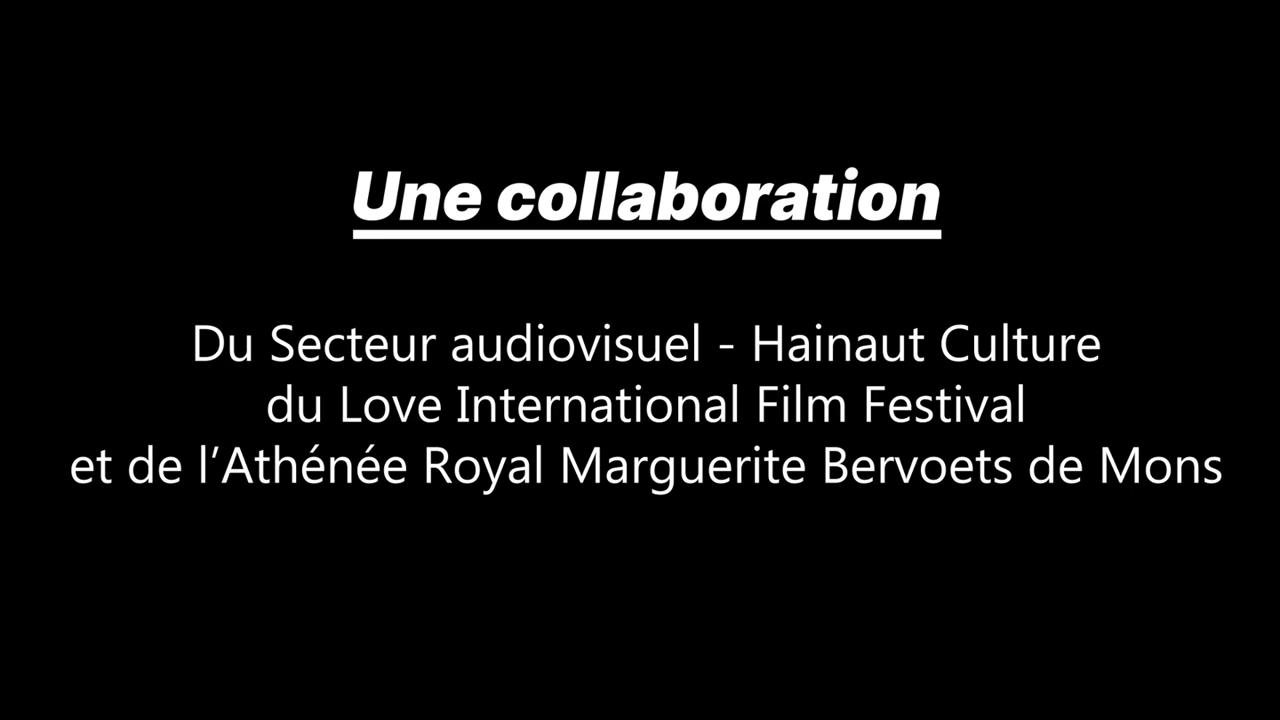 Une collaboration
Du Secteur audiovisuel - Hainaut Culture
du Love International Film Festival
et de l’Athénée Royal Marguerite Bervoets de Mons